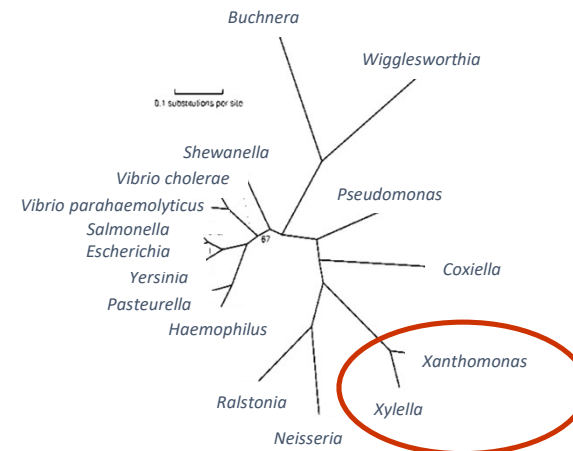 Buchnera
Wigglesworthia
0.1 substitutions per site
Shewanella
Vibrio cholerae
Pseudomonas
Vibrio parahaemolyticus
Salmonella
67
Escherichia
Coxiella
Yersinia
Pasteurella
Haemophilus
Xanthomonas
Ralstonia
Xylella
Neisseria